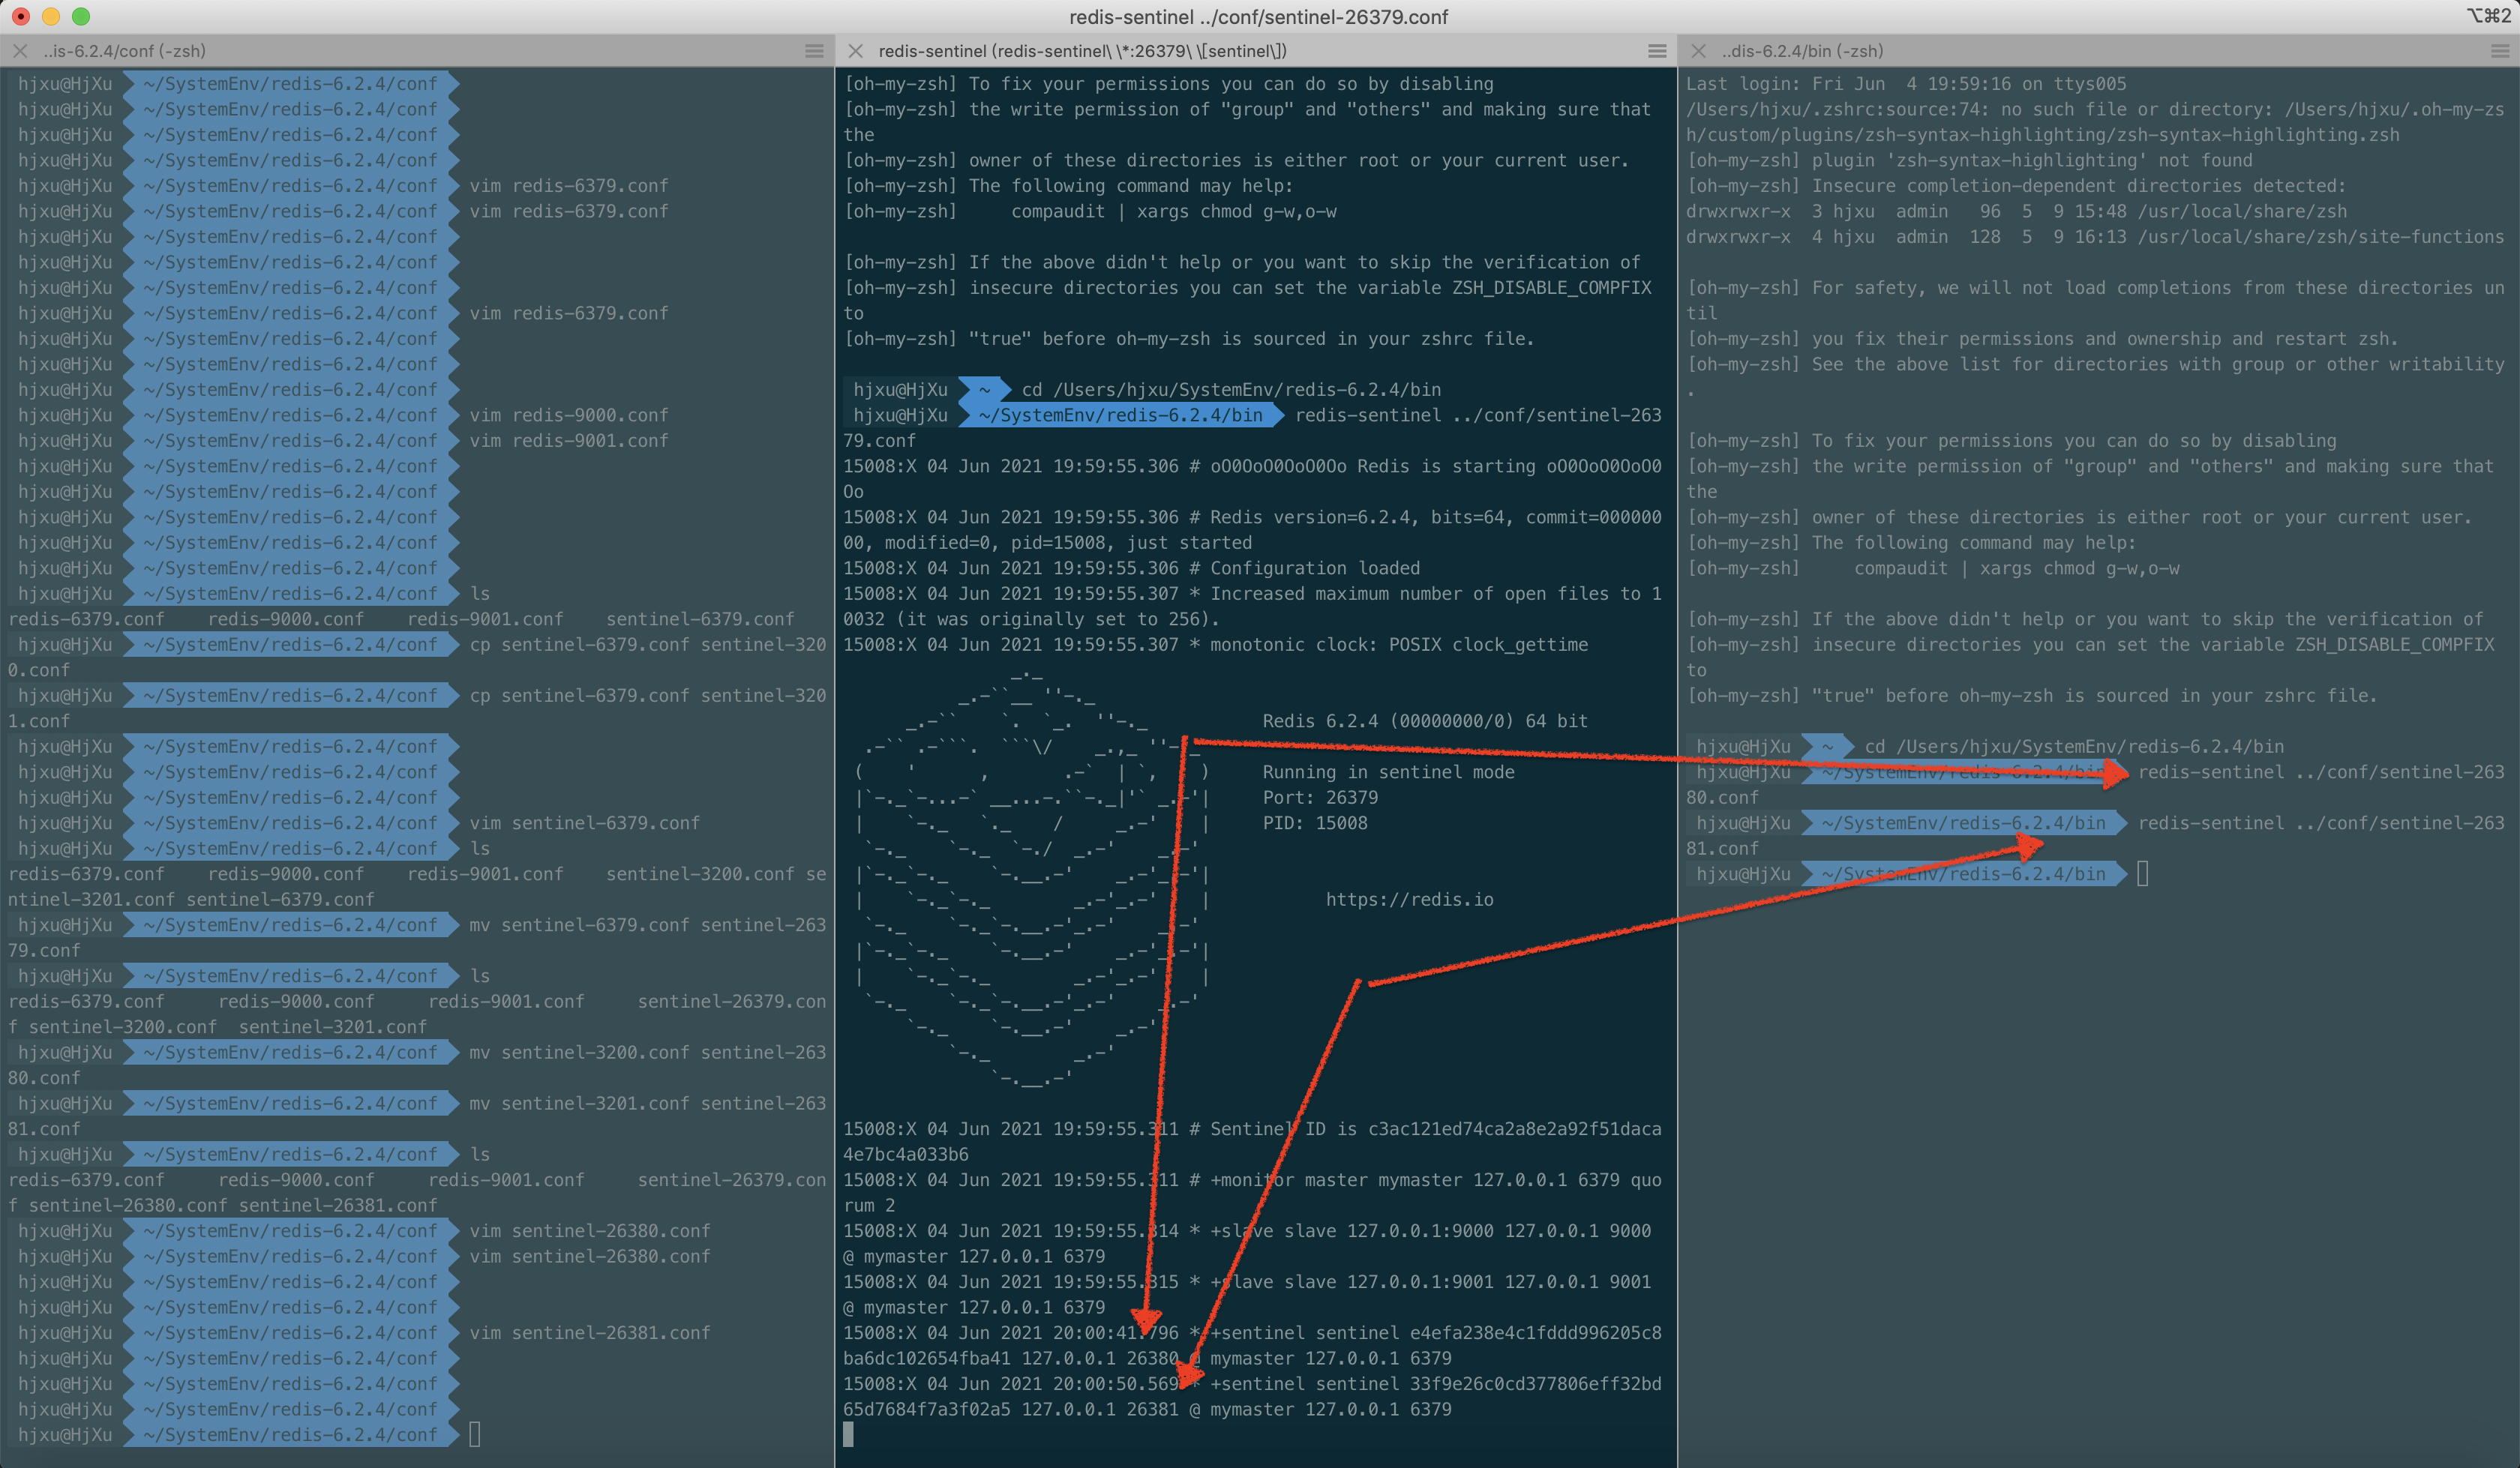 redis-sentinel ../conf/sentinel-26379.conf
⌥⌘2
..is-6.2.4/conf (-zsh)
hjxu@HjXu ~/SystemEnv/redis-6.2.4/conf
hjxu@HjXu ~/SystemEnv/redis-6.2.4/conf
hjxu@HjXu ~/SystemEnv/redis-6.2.4/conf
hjxu@HjXu ~/SystemEnv/redis-6.2.4/conf
hjxu@HjXu ~/SystemEnv/redis-6.2.4/conf vim redis-6379.conf
hjxu@HjXu ~/SystemEnv/redis-6.2.4/conf vim redis-6379.conf
hjxu@HjXu ~/SystemEnv/redis-6.2.4/conf
hjxu@HjXu ~/SystemEnv/redis-6.2.4/conf
hjxu@HjXu ~/SystemEnv/redis-6.2.4/conf
hjxu@HjXu ~/SystemEnv/redis-6.2.4/conf vim redis-6379.conf
hjxu@HjXu ~/SystemEnv/redis-6.2.4/conf
hjxu@HjXu ~/SystemEnv/redis-6.2.4/conf
hjxu@HjXu ~/SystemEnv/redis-6.2.4/conf
hjxu@HjXu ~/SystemEnv/redis-6.2.4/conf vim redis-9000.conf
hjxu@HjXu ~/SystemEnv/redis-6.2.4/conf vim redis-9001.conf
hjxu@HjXu ~/SystemEnv/redis-6.2.4/conf
hjxu@HjXu ~/SystemEnv/redis-6.2.4/conf
hjxu@HjXu ~/SystemEnv/redis-6.2.4/conf
hjxu@HjXu ~/SystemEnv/redis-6.2.4/conf
hjxu@HjXu ~/SystemEnv/redis-6.2.4/conf
hjxu@HjXu ~/SystemEnv/redis-6.2.4/conf ls
redis-6379.conf    redis-9000.conf    redis-9001.conf    sentinel-6379.conf
hjxu@HjXu ~/SystemEnv/redis-6.2.4/conf cp sentinel-6379.conf sentinel-320
0.conf
hjxu@HjXu ~/SystemEnv/redis-6.2.4/conf cp sentinel-6379.conf sentinel-320
1.conf
hjxu@HjXu ~/SystemEnv/redis-6.2.4/conf
hjxu@HjXu ~/SystemEnv/redis-6.2.4/conf
hjxu@HjXu ~/SystemEnv/redis-6.2.4/conf
hjxu@HjXu ~/SystemEnv/redis-6.2.4/conf vim sentinel-6379.conf
hjxu@HjXu ~/SystemEnv/redis-6.2.4/conf ls
redis-6379.conf    redis-9000.conf    redis-9001.conf    sentinel-3200.conf se
ntinel-3201.conf sentinel-6379.conf
hjxu@HjXu ~/SystemEnv/redis-6.2.4/conf mv sentinel-6379.conf sentinel-263
79.conf
hjxu@HjXu ~/SystemEnv/redis-6.2.4/conf ls
redis-6379.conf     redis-9000.conf     redis-9001.conf     sentinel-26379.con
f sentinel-3200.conf  sentinel-3201.conf
hjxu@HjXu ~/SystemEnv/redis-6.2.4/conf mv sentinel-3200.conf sentinel-263
80.conf
hjxu@HjXu ~/SystemEnv/redis-6.2.4/conf mv sentinel-3201.conf sentinel-263
81.conf
hjxu@HjXu ~/SystemEnv/redis-6.2.4/conf ls
redis-6379.conf     redis-9000.conf     redis-9001.conf     sentinel-26379.con
f sentinel-26380.conf sentinel-26381.conf
hjxu@HjXu ~/SystemEnv/redis-6.2.4/conf vim sentinel-26380.conf
hjxu@HjXu ~/SystemEnv/redis-6.2.4/conf vim sentinel-26380.conf
hjxu@HjXu ~/SystemEnv/redis-6.2.4/conf
hjxu@HjXu ~/SystemEnv/redis-6.2.4/conf
hjxu@HjXu ~/SystemEnv/redis-6.2.4/conf vim sentinel-26381.conf
hjxu@HjXu ~/SystemEnv/redis-6.2.4/conf
hjxu@HjXu ~/SystemEnv/redis-6.2.4/conf
hjxu@HjXu ~/SystemEnv/redis-6.2.4/conf
hjxu@HjXu ~/SystemEnv/redis-6.2.4/conf
redis-sentinel (redis-sentinel\ \*:26379\ \[sentinel\])
[oh-my-zsh] To fix your permissions you can do so by disabling
[oh-my-zsh] the write permission of "group" and "others" and making sure that
the
[oh-my-zsh] owner of these directories is either root or your current user.
[oh-my-zsh] The following command may help:
[oh-my-zsh]     compaudit | xargs chmod g-w,o-w
[oh-my-zsh] If the above didn't help or you want to skip the verification of
[oh-my-zsh] insecure directories you can set the variable ZSH_DISABLE_COMPFIX
to
[oh-my-zsh] "true" before oh-my-zsh is sourced in your zshrc file.
hjxu@HjXu ~ cd /Users/hjxu/SystemEnv/redis-6.2.4/bin
hjxu@HjXu ~/SystemEnv/redis-6.2.4/bin redis-sentinel ../conf/sentinel-263
79.conf
15008:X 04 Jun 2021 19:59:55.306 # oO0OoO0OoO0Oo Redis is starting oO0OoO0OoO0
Oo
15008:X 04 Jun 2021 19:59:55.306 # Redis version=6.2.4, bits=64, commit=000000
00, modified=0, pid=15008, just started
15008:X 04 Jun 2021 19:59:55.306 # Configuration loaded
15008:X 04 Jun 2021 19:59:55.307 * Increased maximum number of open files to 1
0032 (it was originally set to 256).
15008:X 04 Jun 2021 19:59:55.307 * monotonic clock: POSIX clock_gettime
Redis 6.2.4 (00000000/0) 64 bit
Running in sentinel mode
Port: 26379
PID: 15008
https://redis.io
15008:X 04 Jun 2021 19:59:55.311 # Sentinel ID is c3ac121ed74ca2a8e2a92f51daca
4e7bc4a033b6
15008:X 04 Jun 2021 19:59:55.311 # +monitor master mymaster 127.0.0.1 6379 quo
rum 2
15008:X 04 Jun 2021 19:59:55.314 * +slave slave 127.0.0.1:9000 127.0.0.1 9000
@ mymaster 127.0.0.1 6379
15008:X 04 Jun 2021 19:59:55.315 * +slave slave 127.0.0.1:9001 127.0.0.1 9001
@ mymaster 127.0.0.1 6379
15008:X 04 Jun 2021 20:00:41.796 * +sentinel sentinel e4efa238e4c1fddd996205c8
ba6dc102654fba41 127.0.0.1 26380 @ mymaster 127.0.0.1 6379
15008:X 04 Jun 2021 20:00:50.569 * +sentinel sentinel 33f9e26c0cd377806eff32bd
65d7684f7a3f02a5 127.0.0.1 26381 @ mymaster 127.0.0.1 6379
..dis-6.2.4/bin (-zsh)
Last login: Fri Jun  4 19:59:16 on ttys005
/Users/hjxu/.zshrc:source:74: no such file or directory: /Users/hjxu/.oh-my-zs
h/custom/plugins/zsh-syntax-highlighting/zsh-syntax-highlighting.zsh
[oh-my-zsh] plugin 'zsh-syntax-highlighting' not found
[oh-my-zsh] Insecure completion-dependent directories detected:
drwxrwxr-x  3 hjxu  admin   96  5  9 15:48 /usr/local/share/zsh
drwxrwxr-x  4 hjxu  admin  128  5  9 16:13 /usr/local/share/zsh/site-functions
[oh-my-zsh] For safety, we will not load completions from these directories un
til
[oh-my-zsh] you fix their permissions and ownership and restart zsh.
[oh-my-zsh] See the above list for directories with group or other writability
.
[oh-my-zsh] To fix your permissions you can do so by disabling
[oh-my-zsh] the write permission of "group" and "others" and making sure that
the
[oh-my-zsh] owner of these directories is either root or your current user.
[oh-my-zsh] The following command may help:
[oh-my-zsh]     compaudit | xargs chmod g-w,o-w
[oh-my-zsh] If the above didn't help or you want to skip the verification of
[oh-my-zsh] insecure directories you can set the variable ZSH_DISABLE_COMPFIX
to
[oh-my-zsh] "true" before oh-my-zsh is sourced in your zshrc file.
hjxu@HjXu ~ cd /Users/hjxu/SystemEnv/redis-6.2.4/bin
hjxu@HjXu ~/SystemEnv/redis-6.2.4/bin redis-sentinel ../conf/sentinel-263
80.conf
hjxu@HjXu ~/SystemEnv/redis-6.2.4/bin redis-sentinel ../conf/sentinel-263
81.conf
hjxu@HjXu ~/SystemEnv/redis-6.2.4/bin